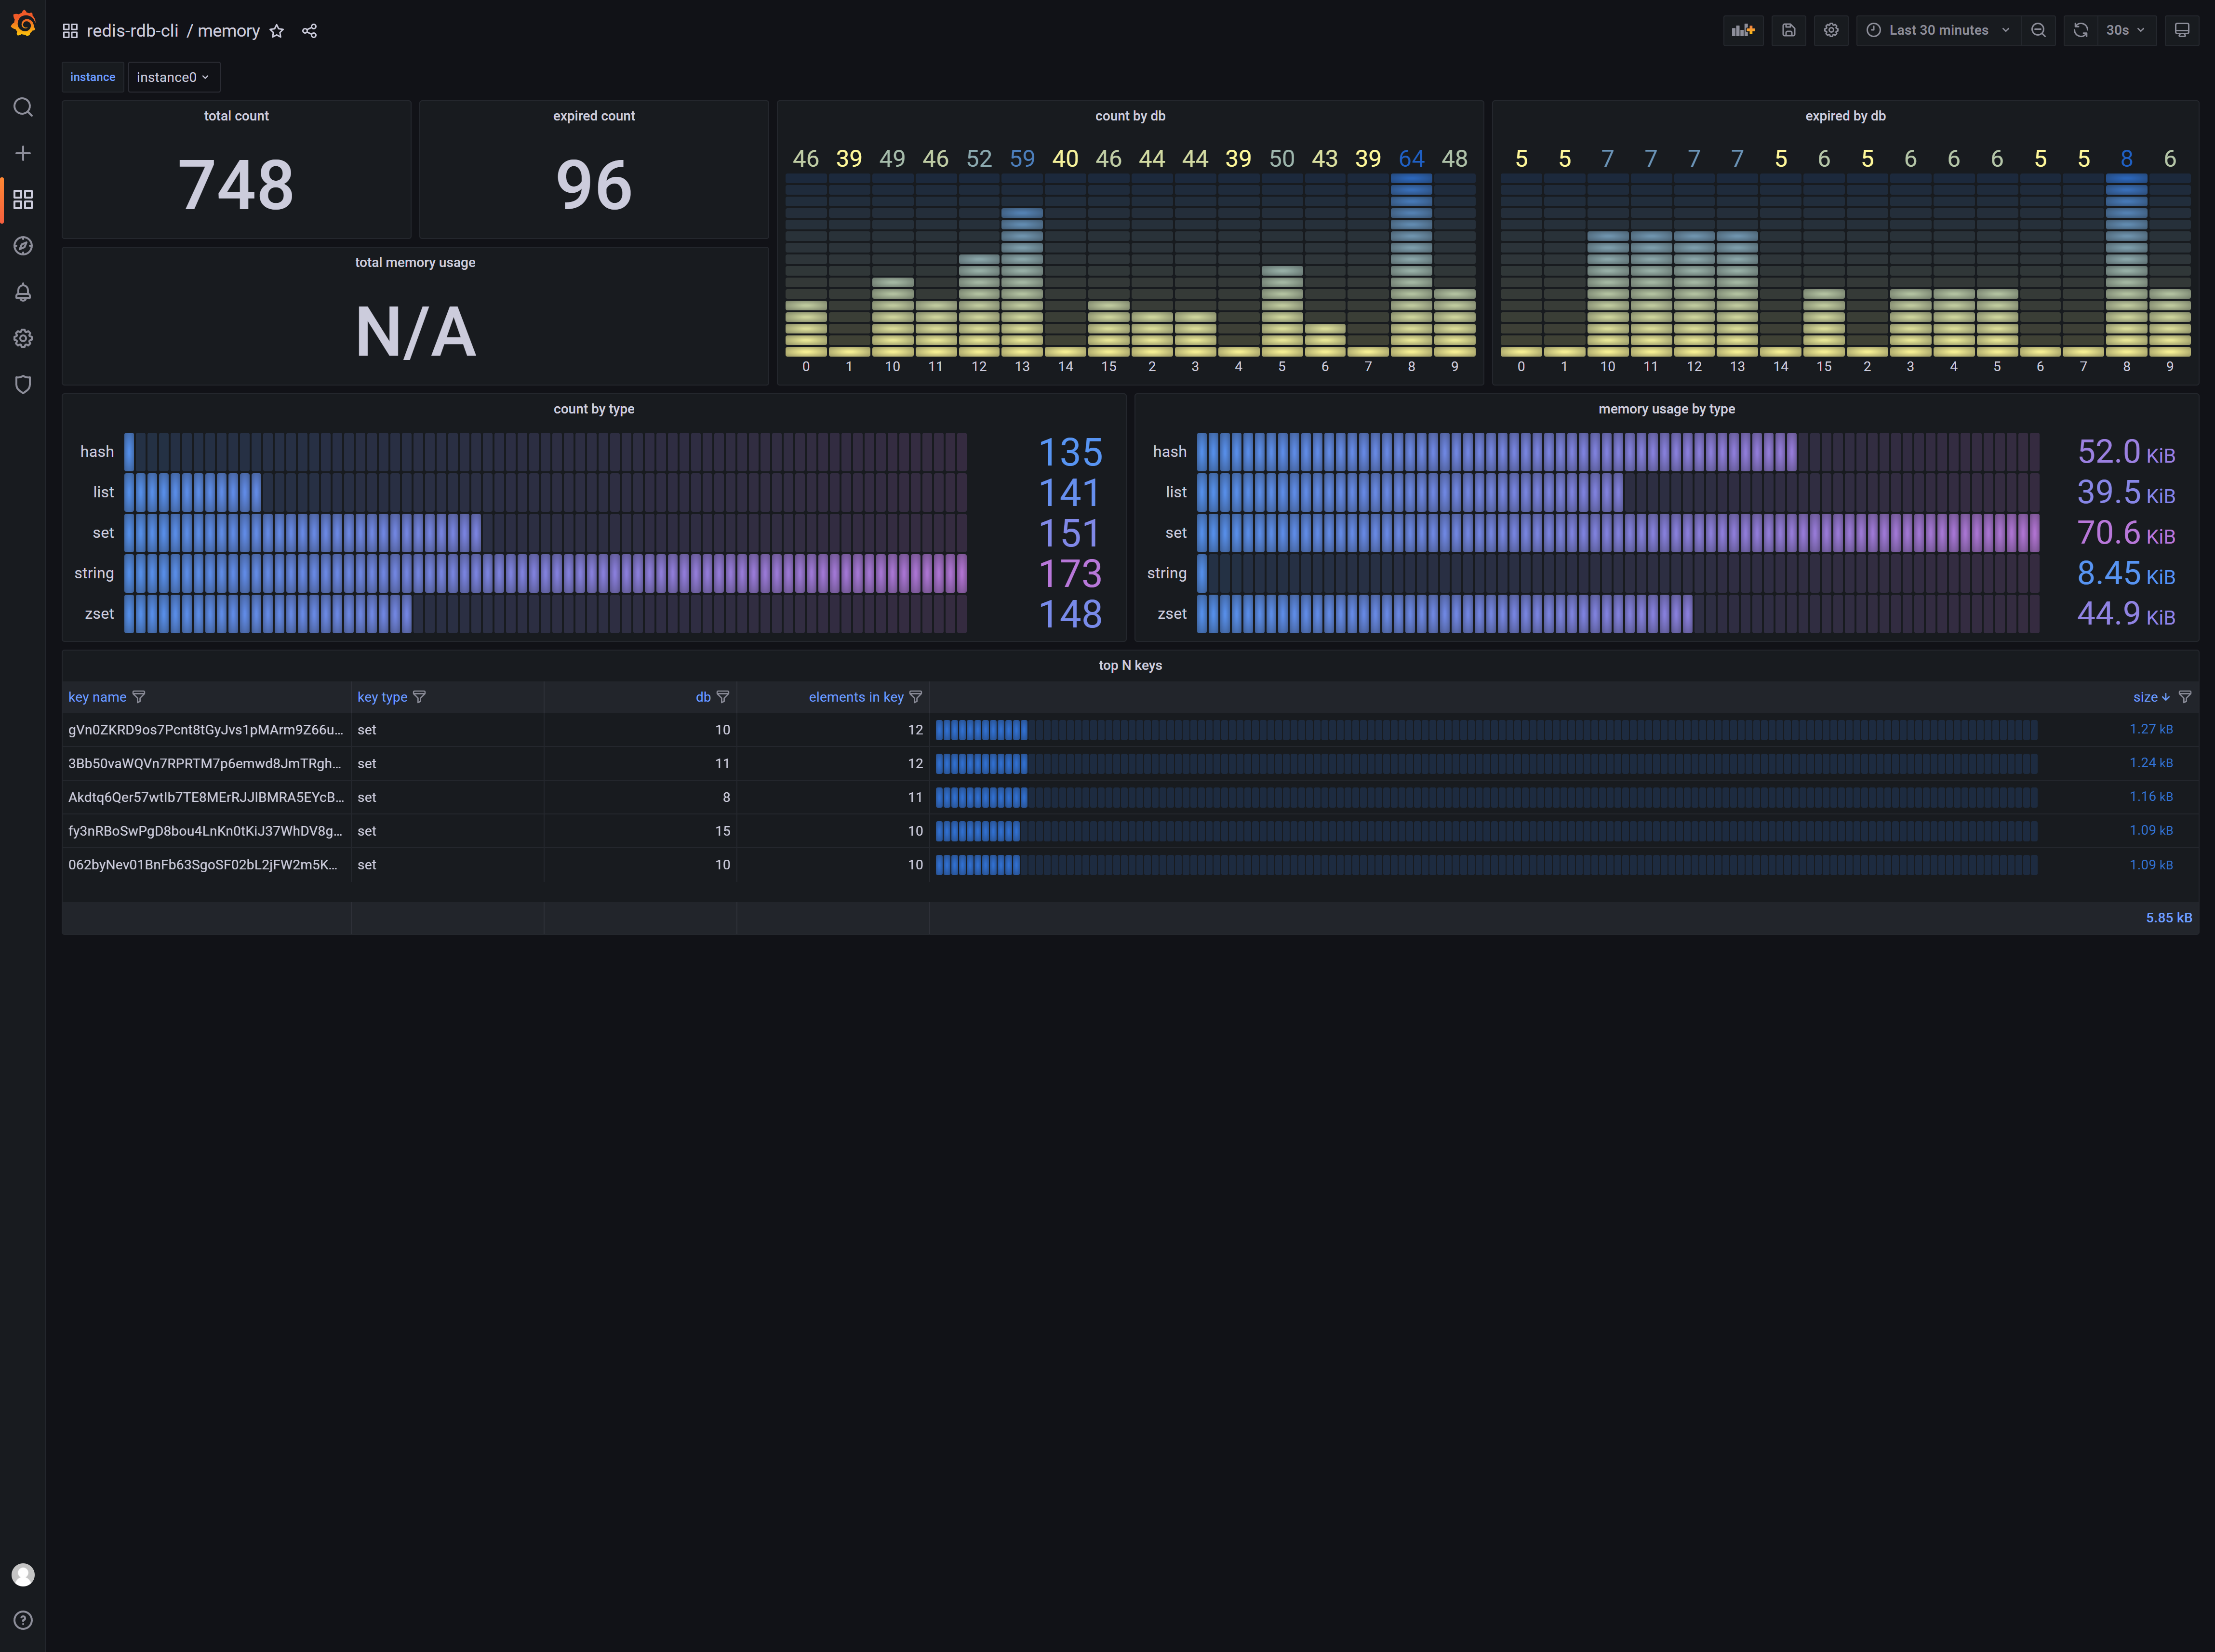 redis-rdb-cli / memory
Last 30 minutes
30s
instance
instance0
total count
748
expired count
96
total memory usage
N/A
count by db
46 39 49 46 52 59 40 46 44 44 39 50 43 39 64 48
0 1 10 11 12 13 14 15 2 3 4 5 6 7 8 9
expired by db
5 5 7 7 7 7 5 6 5 6 6 6 5 5 8 6
0 1 10 11 12 13 14 15 2 3 4 5 6 7 8 9
count by type
hash 135
list 141
set 151
string 173
zset 148
memory usage by type
hash 52.0 KiB
list 39.5 KiB
set 70.6 KiB
string 8.45 KiB
zset 44.9 KiB
top N keys
key name key type db elements in key size
gVn0ZKRD9os7Pcnt8tGyJvs1pMArm9Z66u... set 10 12 1.27 kB
3Bb50vaWQVn7RPRTM7p6emwd8JmTRgh... set 11 12 1.24 kB
Akdtq6Qer57wtIb7TE8MErRJJlBMRA5EYcB... set 8 11 1.16 kB
fy3nRBoSwPgD8bou4LnKn0tKiJ37WhDV8g... set 15 10 1.09 kB
062byNev01BnFb63SgoSF02bL2jFW2m5K... set 10 10 1.09 kB
5.85 kB